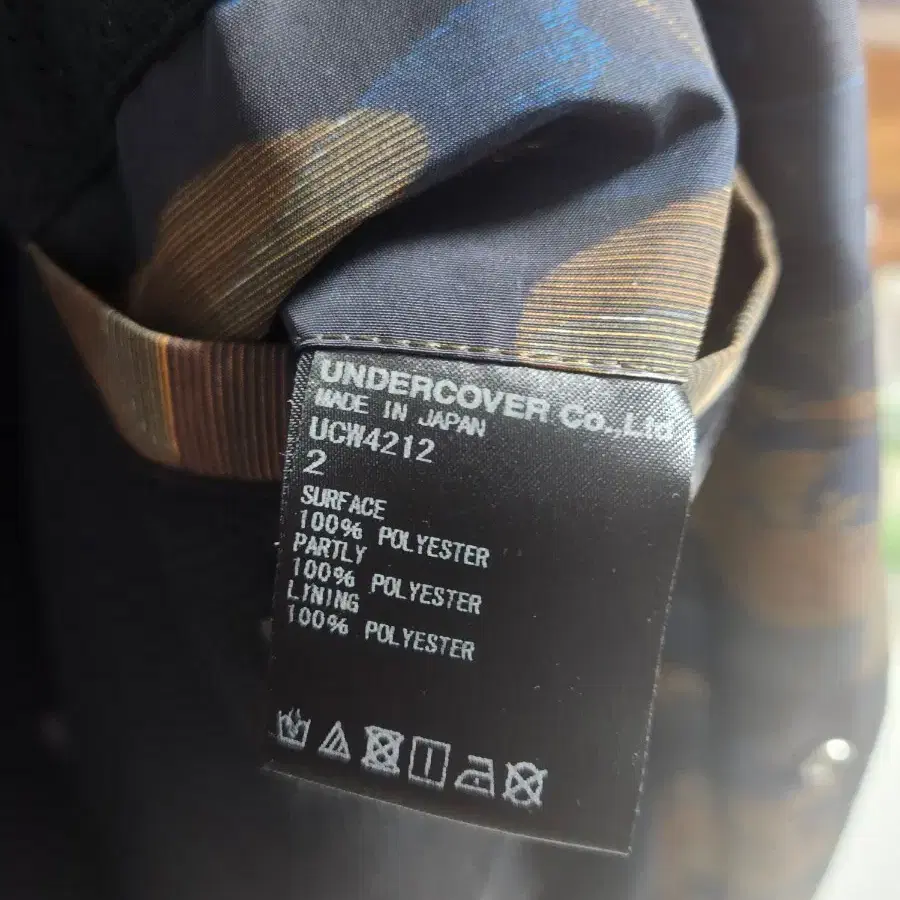 UNDERCOVER Co.,Ltd
MADE IN JAPAN
UCW4212
2
SURFACE
100% POLYESTER
PARTLY
100% POLYESTER
LINING
100% POLYESTER